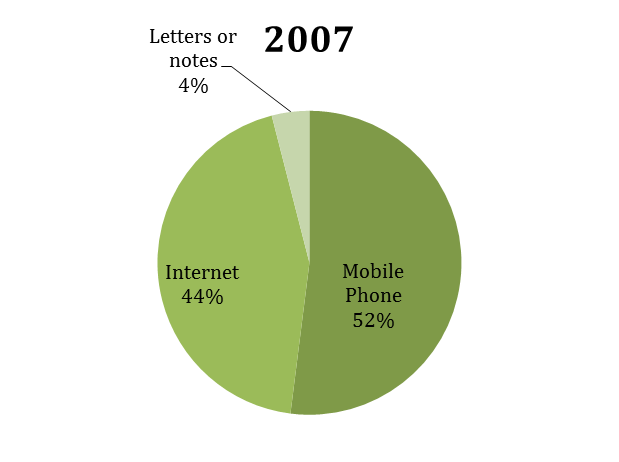 2007
Letters or
notes
4%
Internet
44%
Mobile
Phone
52%